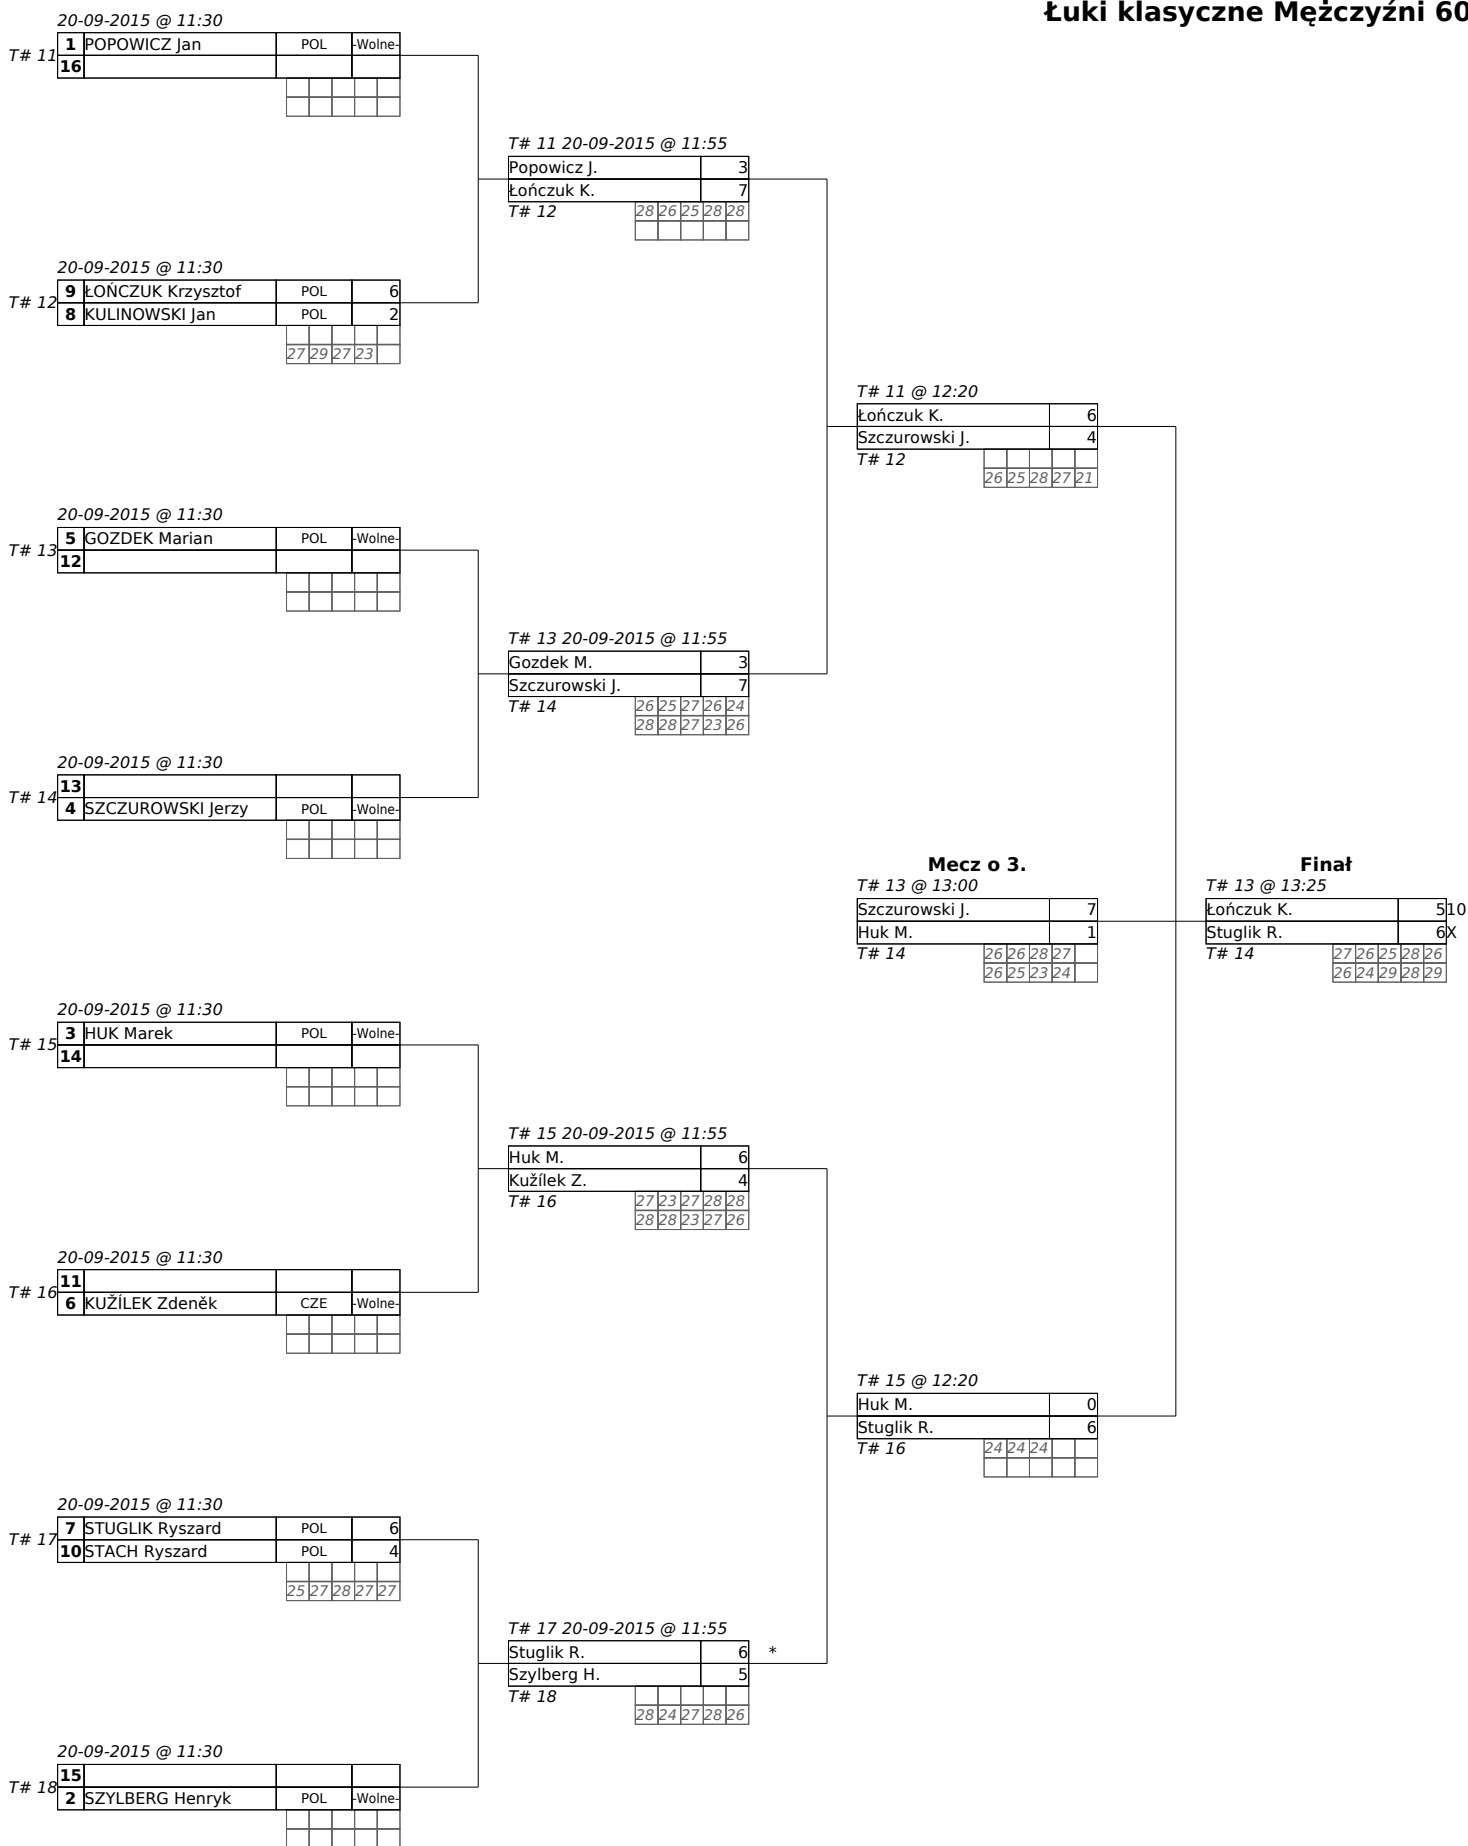 Łuki klasyczne Mężczyźni 60
20-09-2015 @ 11:30
T# 11
1 POPOWICZ Jan POL -Wolne-
16
T# 11 20-09-2015 @ 11:55
Popowicz J. 3
Łończuk K. 7
T# 12 28 26 25 28 28
20-09-2015 @ 11:30
T# 12
9 ŁOŃCZUK Krzysztof POL 6
8 KULINOWSKI Jan POL 2
27 29 27 23
T# 11 @ 12:20
Łończuk K. 6
Szczurowski J. 4
T# 12
26 25 28 27 21
20-09-2015 @ 11:30
T# 13
5 GOZDEK Marian POL -Wolne-
12
T# 13 20-09-2015 @ 11:55
Gozdek M. 3
Szczurowski J. 7
T# 14 26 25 27 26 24
28 28 27 23 26
20-09-2015 @ 11:30
T# 14
13
4 SZCZUROWSKI Jerzy POL -Wolne-
Mecz o 3.
T# 13 @ 13:00
Szczurowski J. 7
Huk M. 1
T# 14 26 26 28 27
26 25 23 24
Finał
T# 13 @ 13:25
Łończuk K. 5 10
Stuglik R. 6 X
T# 14 27 26 25 28 26
26 24 29 28 29
20-09-2015 @ 11:30
T# 15
3 HUK Marek POL -Wolne-
14
T# 15 20-09-2015 @ 11:55
Huk M. 6
Kužílek Z. 4
T# 16 27 23 27 28 28
28 28 23 27 26
20-09-2015 @ 11:30
T# 16
11
6 KUŽÍLEK Zdeněk CZE -Wolne-
T# 15 @ 12:20
Huk M. 0
Stuglik R. 6
T# 16 24 24 24
20-09-2015 @ 11:30
T# 17
7 STUGLIK Ryszard POL 6
10 STACH Ryszard POL 4
25 27 28 27 27
T# 17 20-09-2015 @ 11:55
Stuglik R. 6 *
Szylberg H. 5
T# 18
28 24 27 28 26
20-09-2015 @ 11:30
T# 18
15
2 SZYLBERG Henryk POL -Wolne-